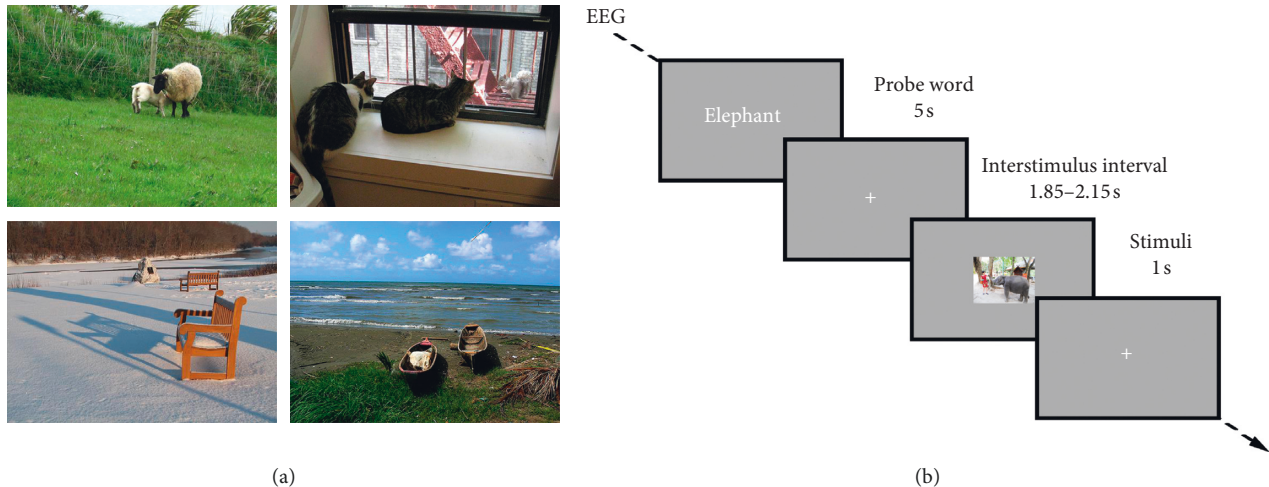 EEG
Elephant
Probe word
5 s
+
Interstimulus interval
1.85–2.15 s
Stimuli
1 s
+
(a)
(b)